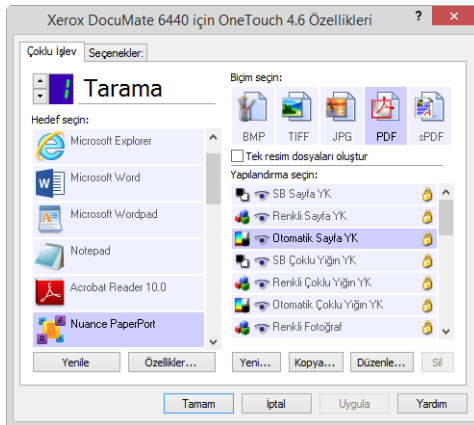 Xerox DocuMate 6440 için OneTouch 4.6 Özellikleri
Çoklu İşlev
Seçenekler:
1
Tarama
Hedef seçin:
Microsoft Explorer
Microsoft Word
Microsoft Wordpad
Notepad
Acrobat Reader 10.0
Nuance PaperPort
Yenile
Özellikler...
Biçim seçin:
BMP TIFF JPG PDF sPDF
Tek resim dosyaları oluştur
Yapılandırma seçin:
SB Sayfa YK
Renkli Sayfa YK
Otomatik Sayfa YK
SB Çoklu Yığın YK
Renkli Çoklu Yığın YK
Otomatik Çoklu Yığın YK
Renkli Fotoğraf
Yeni... Kopya... Düzenle... Sil
Tamam İptal Uygula Yardım